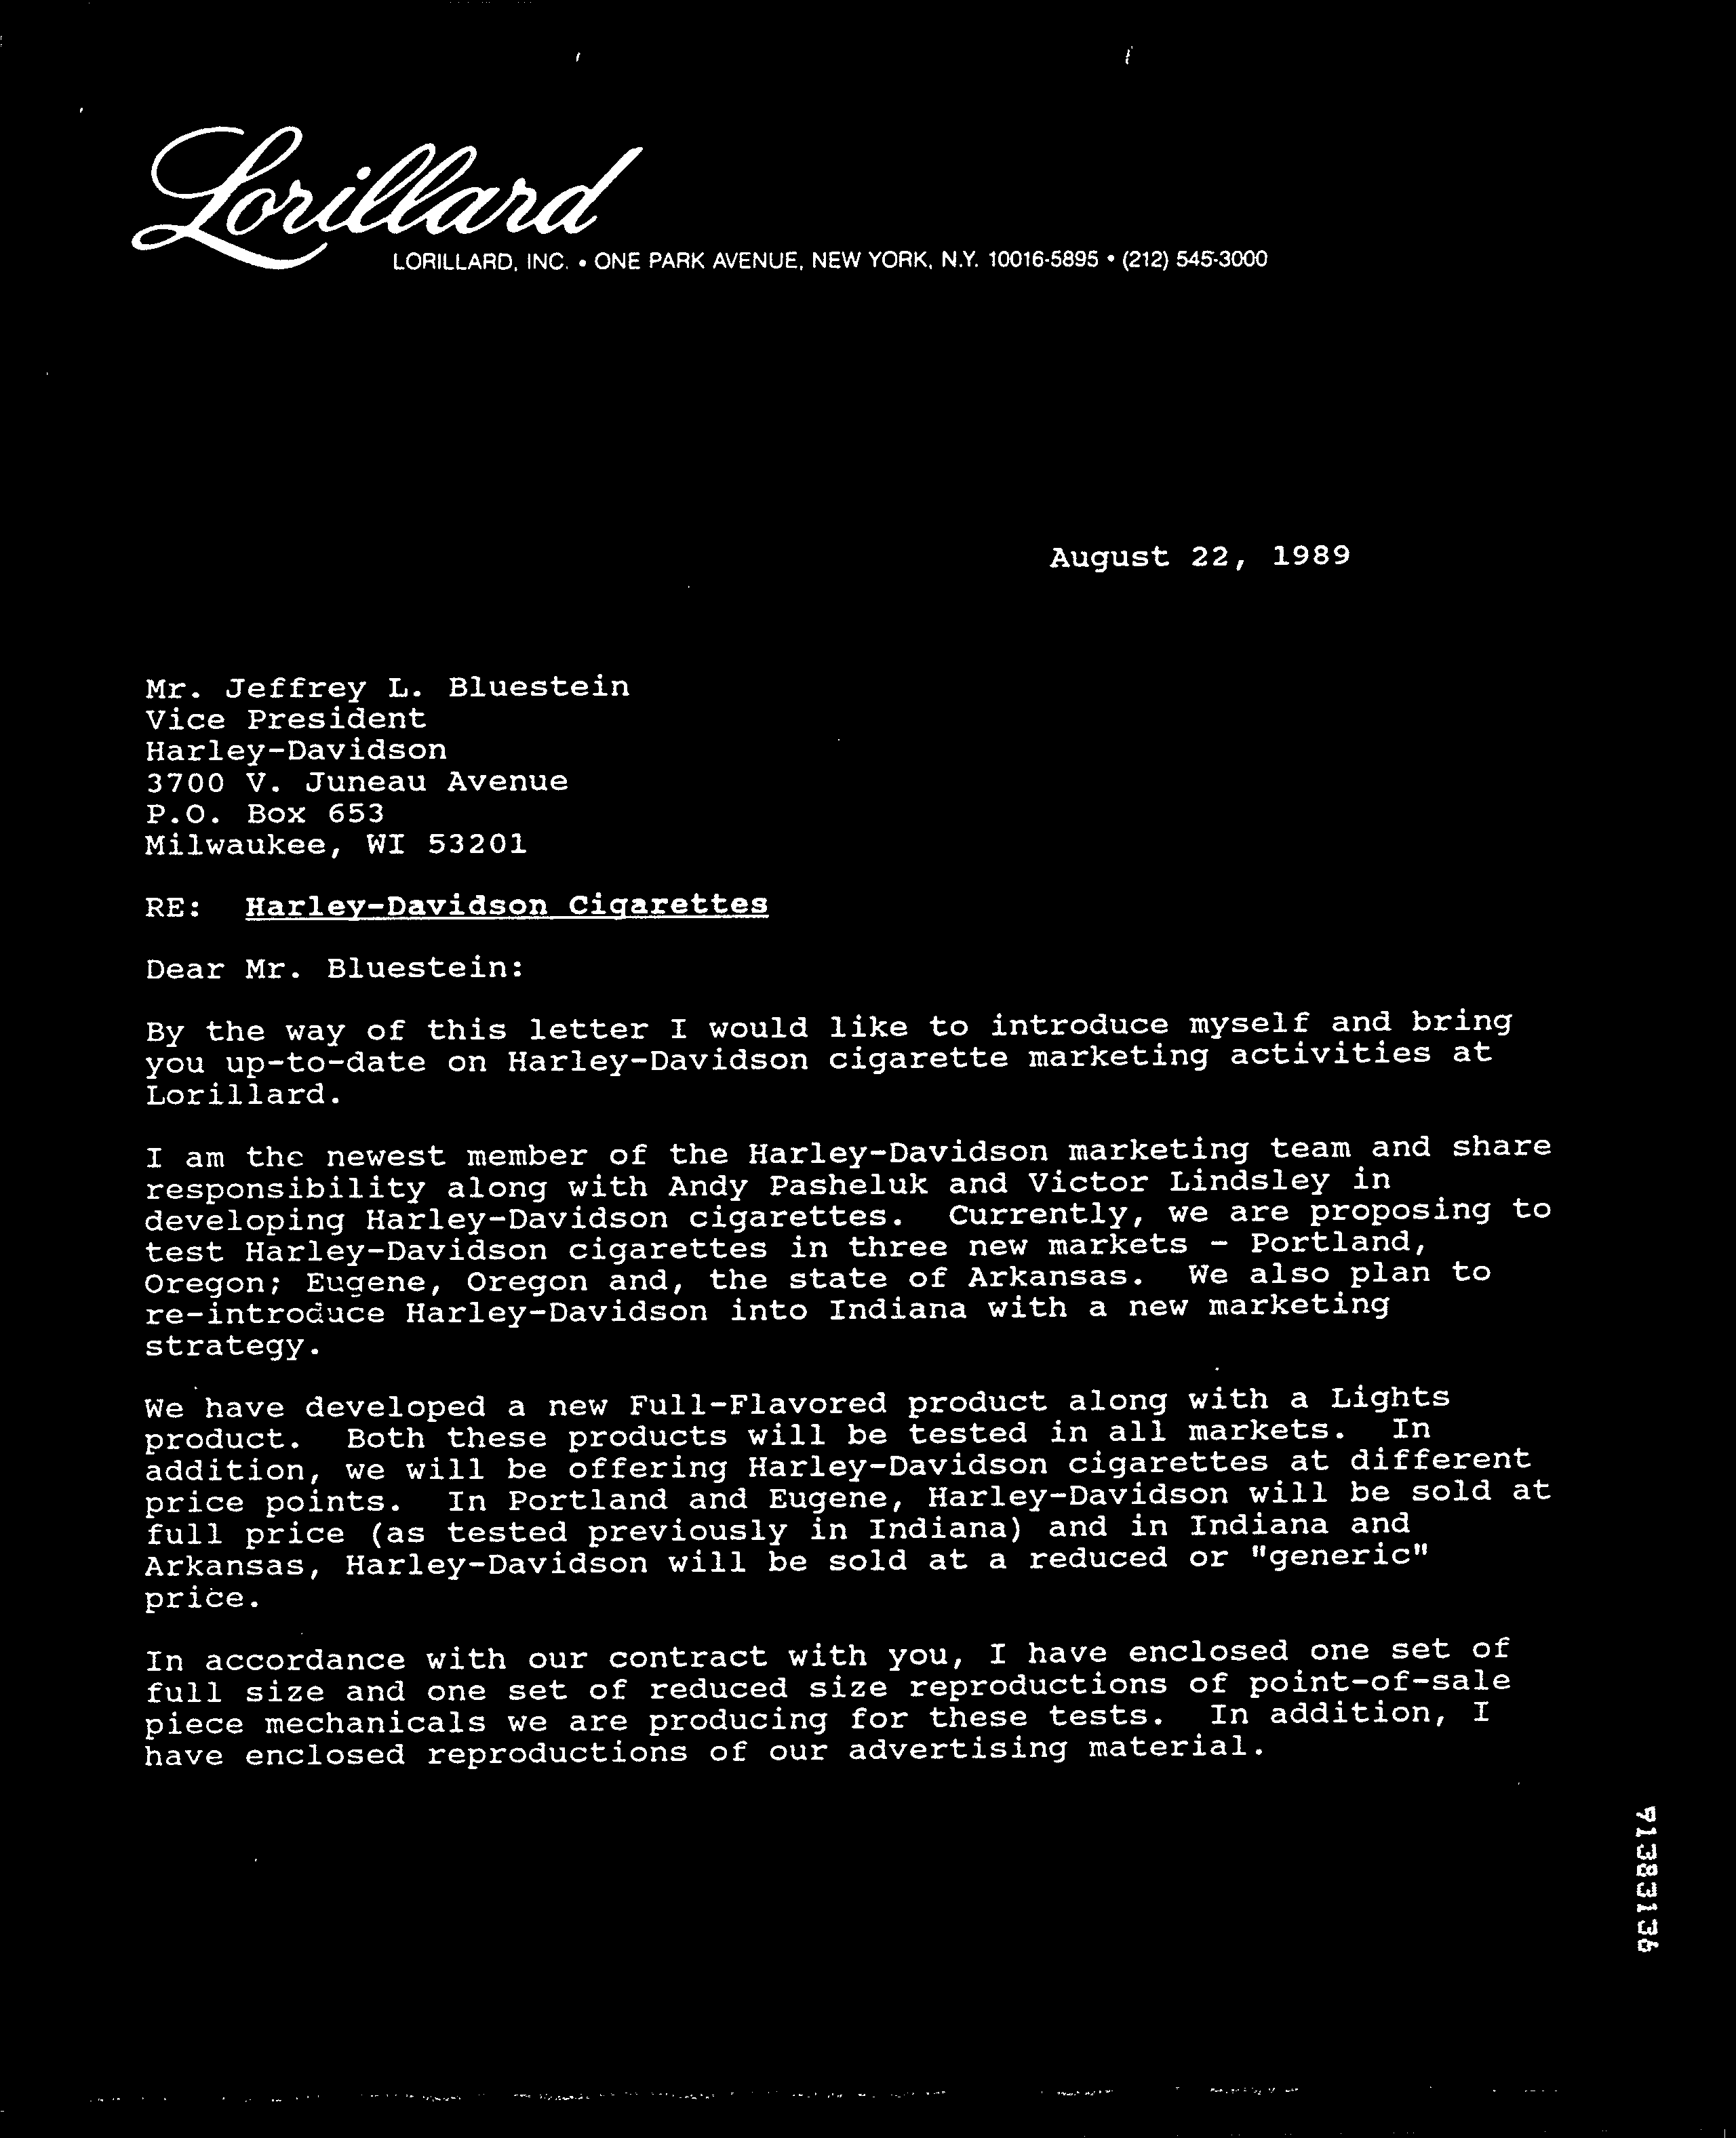 Lorillard
LORILLARD, INC. • ONE PARK AVENUE, NEW YORK, N.Y. 10016-5895 • (212) 545-3000
August 22, 1989
Mr. Jeffrey L. Bluestein
Vice President
Harley-Davidson
3700 V. Juneau Avenue
P.O. Box 653
Milwaukee, WI 53201
RE: Harley-Davidson Cigarettes
Dear Mr. Bluestein:
By the way of this letter I would like to introduce myself and bring
you up-to-date on Harley-Davidson cigarette marketing activities at
Lorillard.
I am the newest member of the Harley-Davidson marketing team and share
responsibility along with Andy Pasheluk and Victor Lindsley in
developing Harley-Davidson cigarettes. Currently, we are proposing to
test Harley-Davidson cigarettes in three new markets - Portland,
Oregon; Eugene, Oregon and, the state of Arkansas. We also plan to
re-introduce Harley-Davidson into Indiana with a new marketing
strategy.
We have developed a new Full-Flavored product along with a Lights
product. Both these products will be tested in all markets. In
addition, we will be offering Harley-Davidson cigarettes at different
price points. In Portland and Eugene, Harley-Davidson will be sold at
full price (as tested previously in Indiana) and in Indiana and
Arkansas, Harley-Davidson will be sold at a reduced or "generic"
price.
In accordance with our contract with you, I have enclosed one set of
full size and one set of reduced size reproductions of point-of-sale
piece mechanicals we are producing for these tests. In addition, I
have enclosed reproductions of our advertising material.
91383136